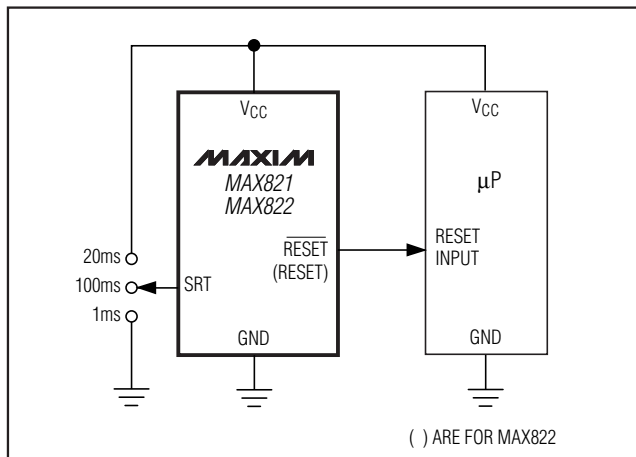 VCC
MAXIM
MAX821
MAX822
RESET
(RESET)
SRT
GND
20ms
100ms
1ms
VCC
μP
RESET
INPUT
GND
( ) ARE FOR MAX822